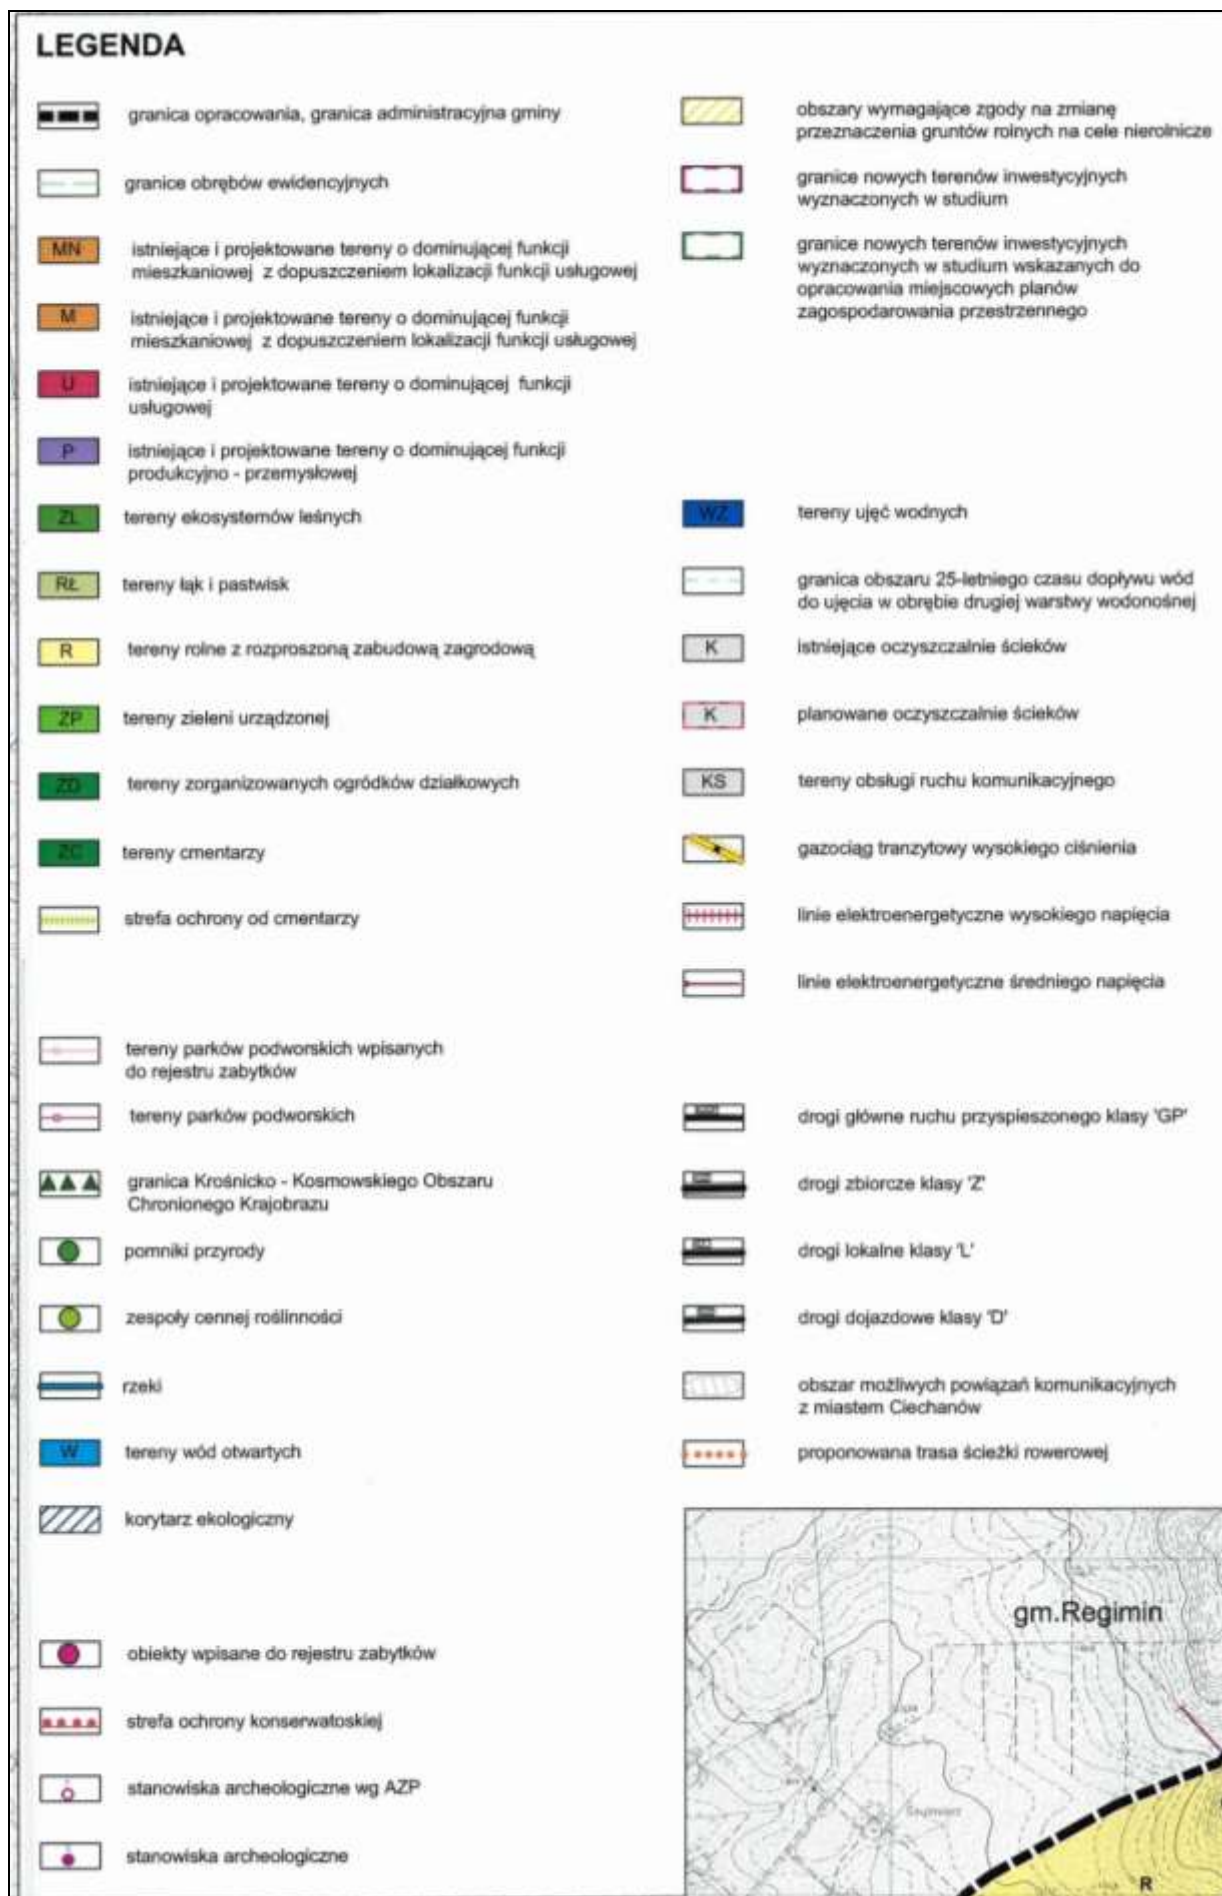 LEGENDA
granica opracowania, granica administracyjna gminy
granice obrębów ewidencyjnych
MN
istniejące i projektowane tereny o dominującej funkcji
mieszkaniowej z dopuszczeniem lokalizacji funkcji usługowej
M
istniejące i projektowane tereny o dominującej funkcji
mieszkaniowej z dopuszczeniem lokalizacji funkcji usługowej
U
istniejące i projektowane tereny o dominującej funkcji
usługowej
P
istniejące i projektowane tereny o dominującej funkcji
produkcyjno - przemysłowej
ZL
tereny ekosystemów leśnych
RŁ
tereny łąk i pastwisk
R
tereny rolne z rozproszoną zabudową zagrodową
ZP
tereny zieleni urządzonej
ZD
tereny zorganizowanych ogródków działkowych
ZC
tereny cmentarzy
strefa ochrony od cmentarzy
tereny parków podworskich wpisanych
do rejestru zabytków
tereny parków podworskich
granica Krośnicko - Kosmowskiego Obszaru
Chronionego Krajobrazu
pomniki przyrody
zespoły cennej roślinności
rzeki
W
tereny wód otwartych
korytarz ekologiczny
obiekty wpisane do rejestru zabytków
strefa ochrony konserwatoskiej
stanowiska archeologiczne wg AZP
stanowiska archeologiczne
obszary wymagające zgody na zmianę
przeznaczenia gruntów rolnych na cele nierolnicze
granice nowych terenów inwestycyjnych
wyznaczonych w studium
granice nowych terenów inwestycyjnych
wyznaczonych w studium wskazanych do
opracowania miejscowych planów
zagospodarowania przestrzennego
WZ
tereny ujęć wodnych
granica obszaru 25-letniego czasu dopływu wód
do ujęcia w obrębie drugiej warstwy wodonośnej
K
istniejące oczyszczalnie ścieków
K
planowane oczyszczalnie ścieków
KS
tereny obsługi ruchu komunikacyjnego
gazociąg tranzytowy wysokiego ciśnienia
linie elektroenergetyczne wysokiego napięcia
linie elektroenergetyczne średniego napięcia
drogi główne ruchu przyspieszonego klasy 'GP'
drogi zbiorcze klasy 'Z'
drogi lokalne klasy 'L'
drogi dojazdowe klasy 'D'
obszar możliwych powiązań komunikacyjnych
z miastem Ciechanów
proponowana trasa ścieżki rowerowej
gm.Regimin
R